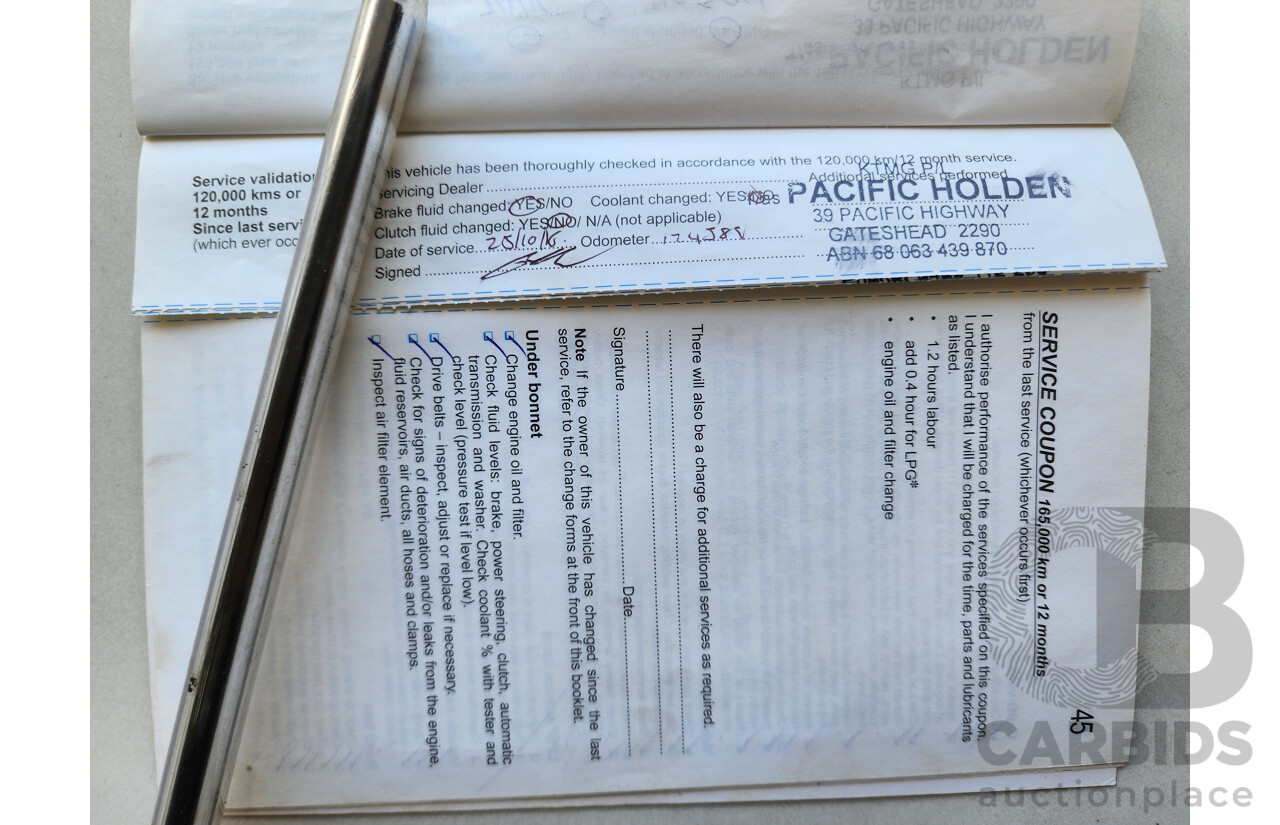 GATESHEAD 2290
39 PACIFIC HIGHWAY
T/as PACIFIC HOLDEN
KTMG P/L
Service validation
120,000 kms or
12 months
Since last servi
(which ever occ
his vehicle has been thoroughly checked in accordance with the 120,000 km/12 month service.
Servicing Dealer
Additional services performed
Brake fluid changed: YES/NO Coolant changed: YES/NO
Clutch fluid changed: YES/NO/ N/A (not applicable)
Date of service Odometer
Signed
KTMG P/L
T/as PACIFIC HOLDEN
39 PACIFIC HIGHWAY
GATESHEAD 2290
ABN 68 063 439 870
SERVICE COUPON 165,000 km or 12 months
from the last service (whichever occurs first)
45
I authorise performance of the services specified on this coupon.
I understand that I will be charged for the time, parts and lubricants
as listed.
• 1.2 hours labour
• add 0.4 hour for LPG*
• engine oil and filter change
There will also be a charge for additional services as required.
Signature Date
Note If the owner of this vehicle has changed since the last
service, refer to the change forms at the front of this booklet.
Under bonnet
Change engine oil and filter.
Check fluid levels: brake, power steering, clutch, automatic
transmission and washer. Check coolant % with tester and
check level (pressure test if level low).
Drive belts – inspect, adjust or replace if necessary.
Check for signs of deterioration and/or leaks from the engine,
fluid reservoirs, air ducts, all hoses and clamps.
Inspect air filter element.
CARBIDS
auctionplace